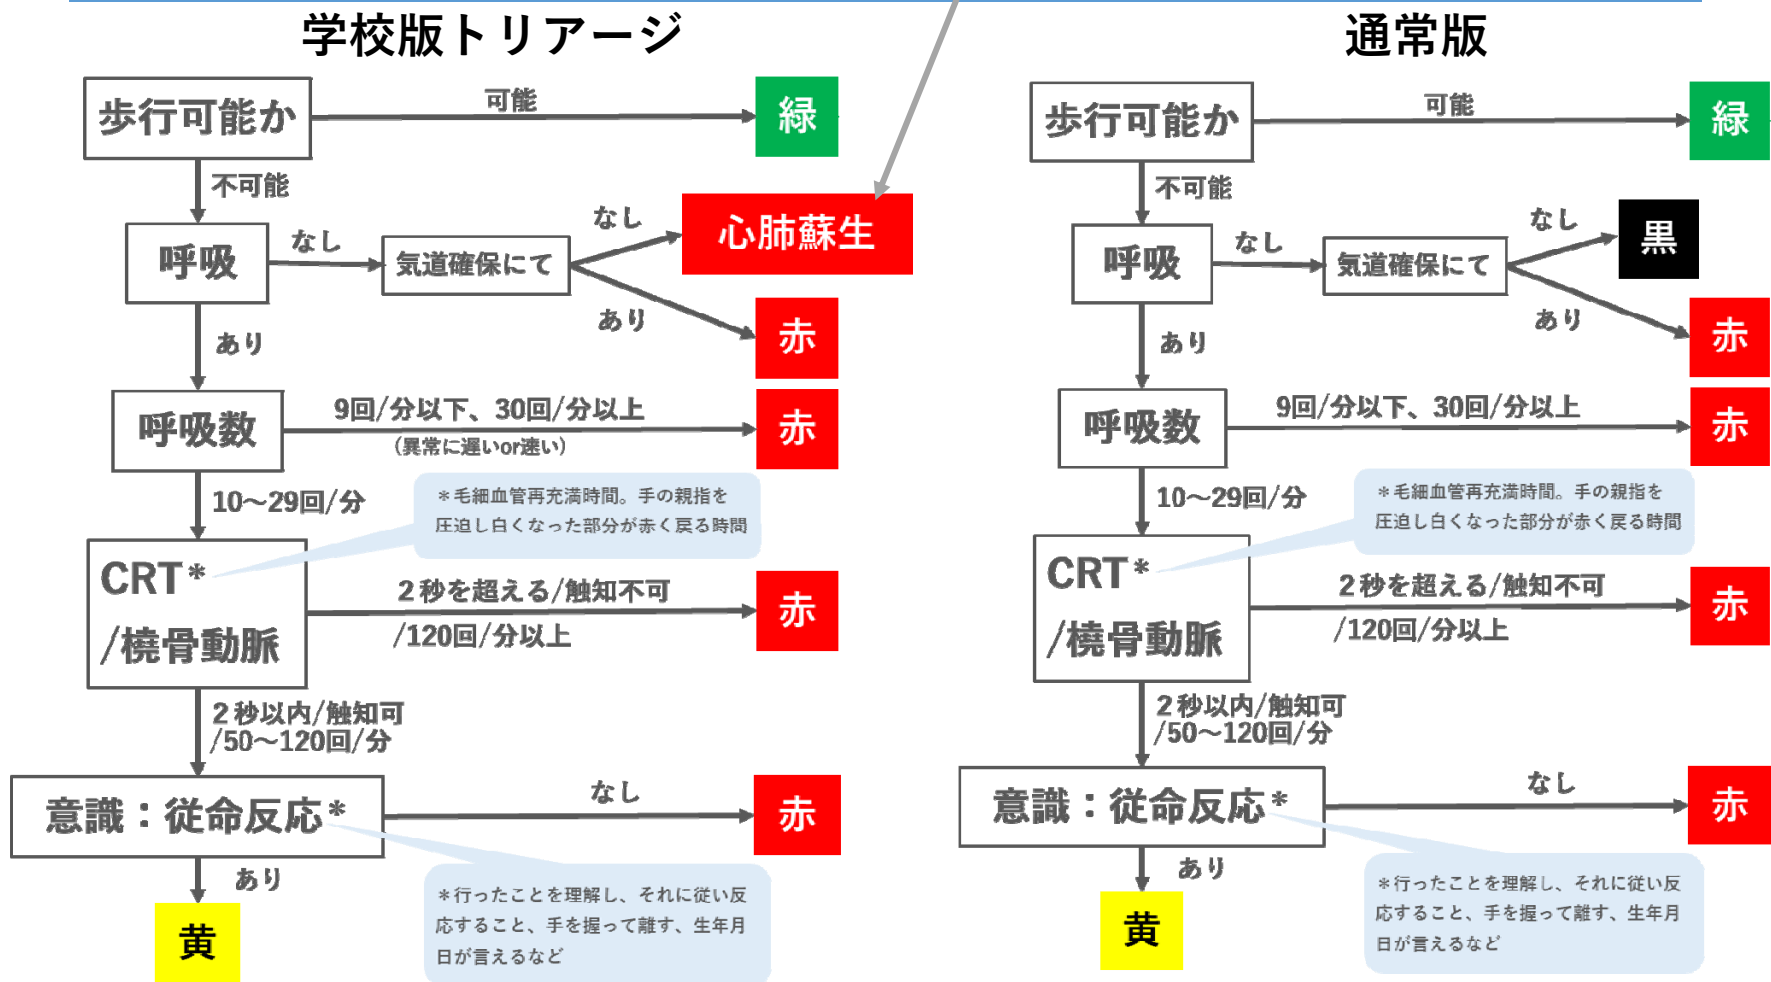 学校版トリアージ
歩行可能か
可能
緑
不可能
呼吸
なし
気道確保にて
なし
心肺蘇生
あり
赤
あり
呼吸数
9回/分以下、30回/分以上
(異常に遅いor速い)
赤
10～29回/分
＊毛細血管再充満時間。手の親指を
圧迫し白くなった部分が赤く戻る時間
CRT*
/橈骨動脈
２秒を超える/触知不可
/120回/分以上
赤
２秒以内/触知可
/50～120回/分
意識：従命反応*
なし
赤
あり
＊行ったことを理解し、それに従い反
応すること、手を握って離す、生年月
日が言えるなど
黄
通常版
歩行可能か
可能
緑
不可能
呼吸
なし
気道確保にて
なし
黒
あり
赤
あり
呼吸数
9回/分以下、30回/分以上
赤
10～29回/分
＊毛細血管再充満時間。手の親指を
圧迫し白くなった部分が赤く戻る時間
CRT*
/橈骨動脈
２秒を超える/触知不可
/120回/分以上
赤
２秒以内/触知可
/50～120回/分
意識：従命反応*
なし
赤
あり
＊行ったことを理解し、それに従い反
応すること、手を握って離す、生年月
日が言えるなど
黄